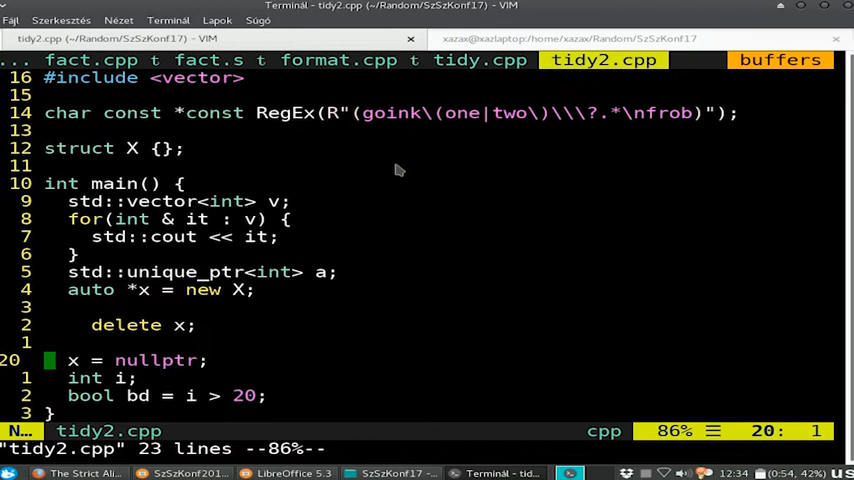 Terminál - tidy2.cpp (~/Random/SzSzKonf17) - VIM
Fájl Szerkesztés Nézet Terminál Lapok Súgó
tidy2.cpp (~/Random/SzSzKonf17) - VIM xazax@xazlaptop:/home/xazax/Random/SzSzKonf17
... fact.cpp t fact.s t format.cpp t tidy.cpp tidy2.cpp buffers
16 #include <vector>
15
14 char const *const RegEx(R"(goink\(one|two\)\\\?.*\nfrob)");
13
12 struct X {};
11
10 int main() {
9 std::vector<int> v;
8 for(int & it : v) {
7 std::cout << it;
6 }
5 std::unique_ptr<int> a;
4 auto *x = new X;
3
2 delete x;
1
20 x = nullptr;
1 int i;
2 bool bd = i > 20;
3 }
N... tidy2.cpp cpp 86% ☰ 20: 1
"tidy2.cpp" 23 lines --86%--
The Strict Ali... SzSzKonf201... LibreOffice 5.3 SzSzKonf17 -... Terminál - tid... 12:34 (0:54, 42%) us